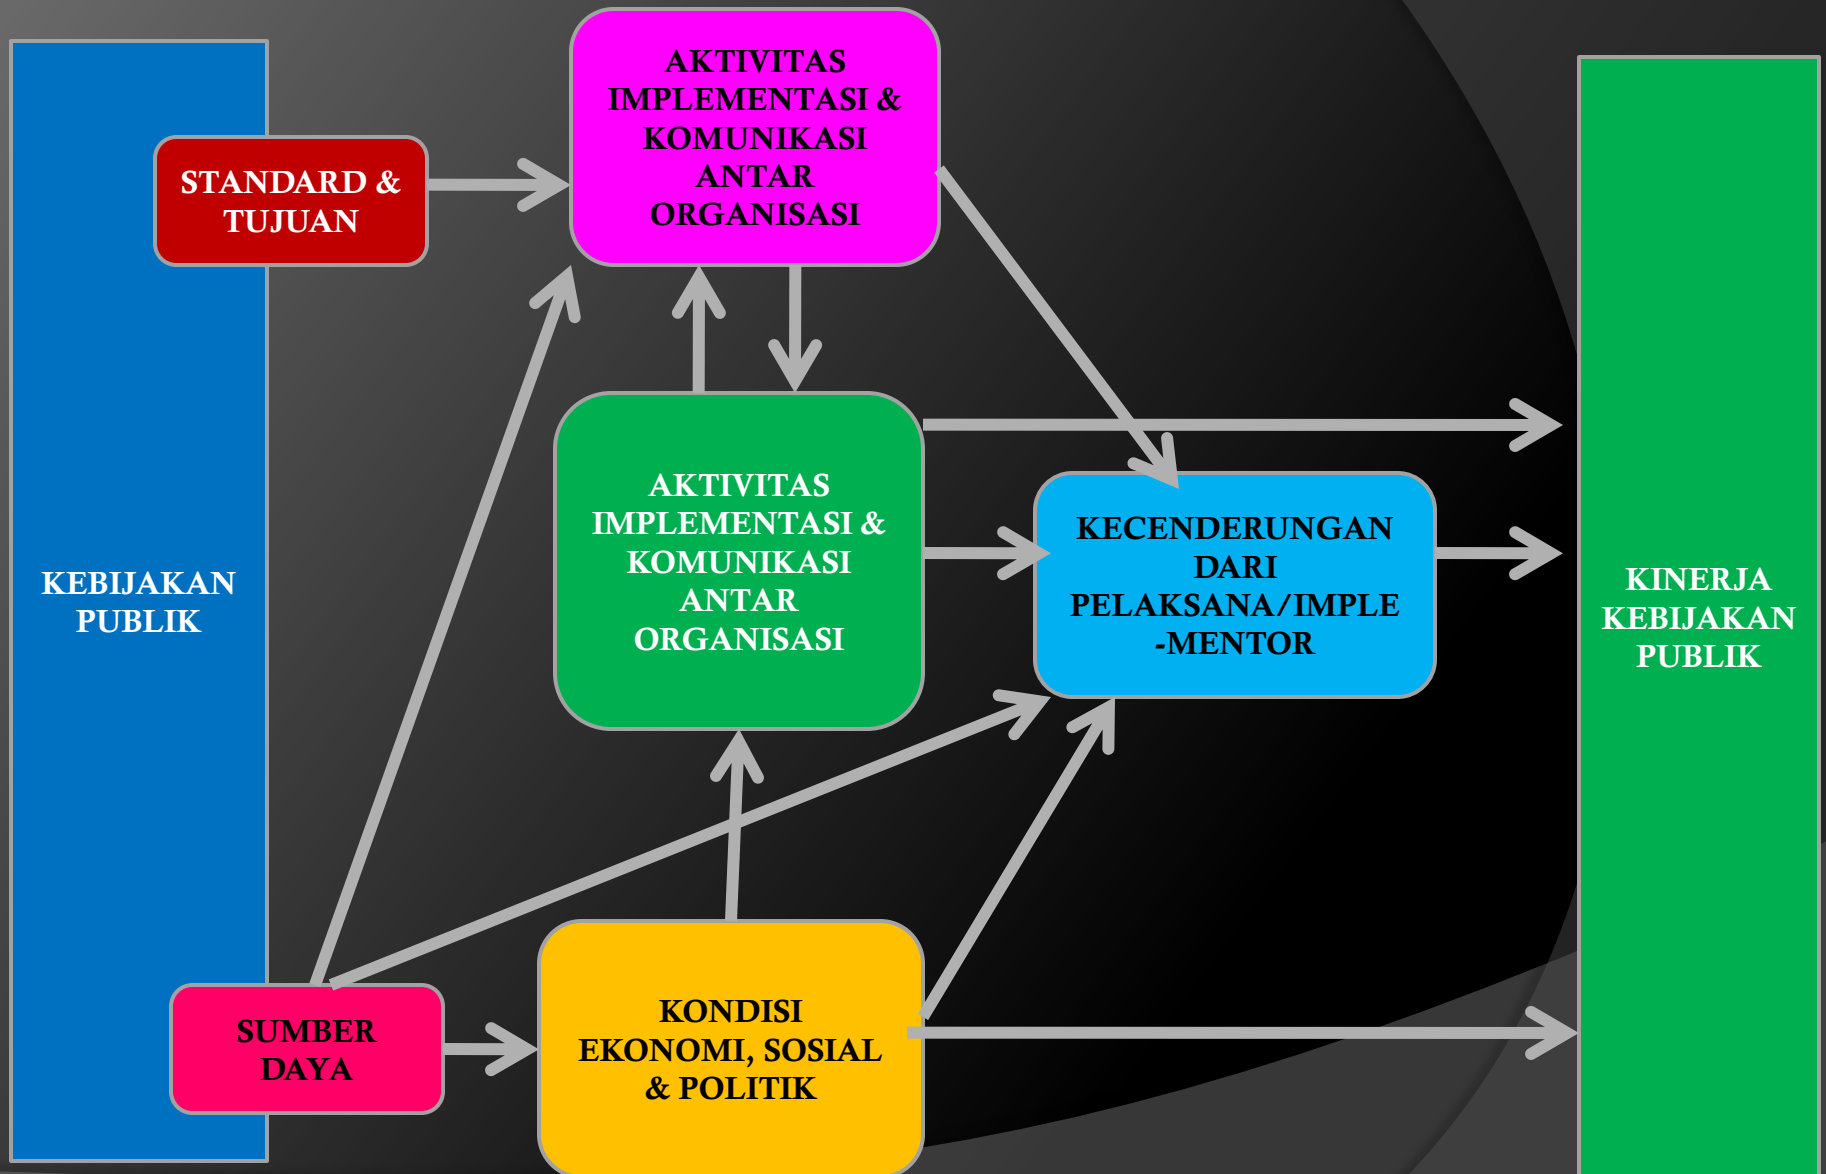 AKTIVITAS
IMPLEMENTASI &
KOMUNIKASI
ANTAR
ORGANISASI
STANDARD &
TUJUAN
KEBIJAKAN
PUBLIK
AKTIVITAS
IMPLEMENTASI &
KOMUNIKASI
ANTAR
ORGANISASI
KECENDERUNGAN
DARI
PELAKSANA/IMPLE
-MENTOR
KINERJA
KEBIJAKAN
PUBLIK
SUMBER
DAYA
KONDISI
EKONOMI, SOSIAL
& POLITIK